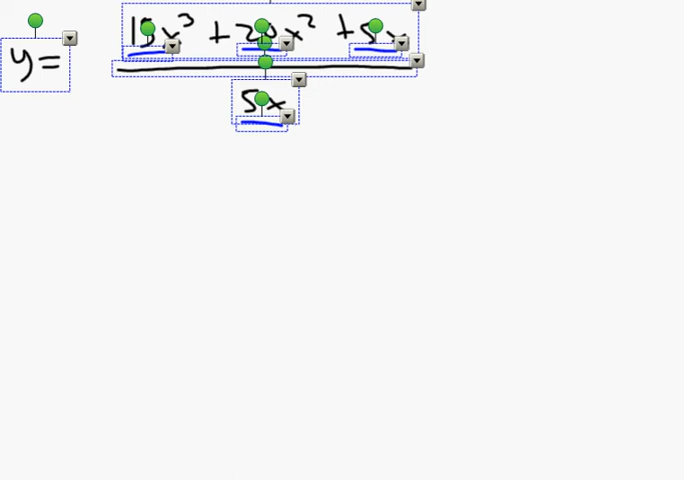 y = 15x³ + 20x² + 5x
5x